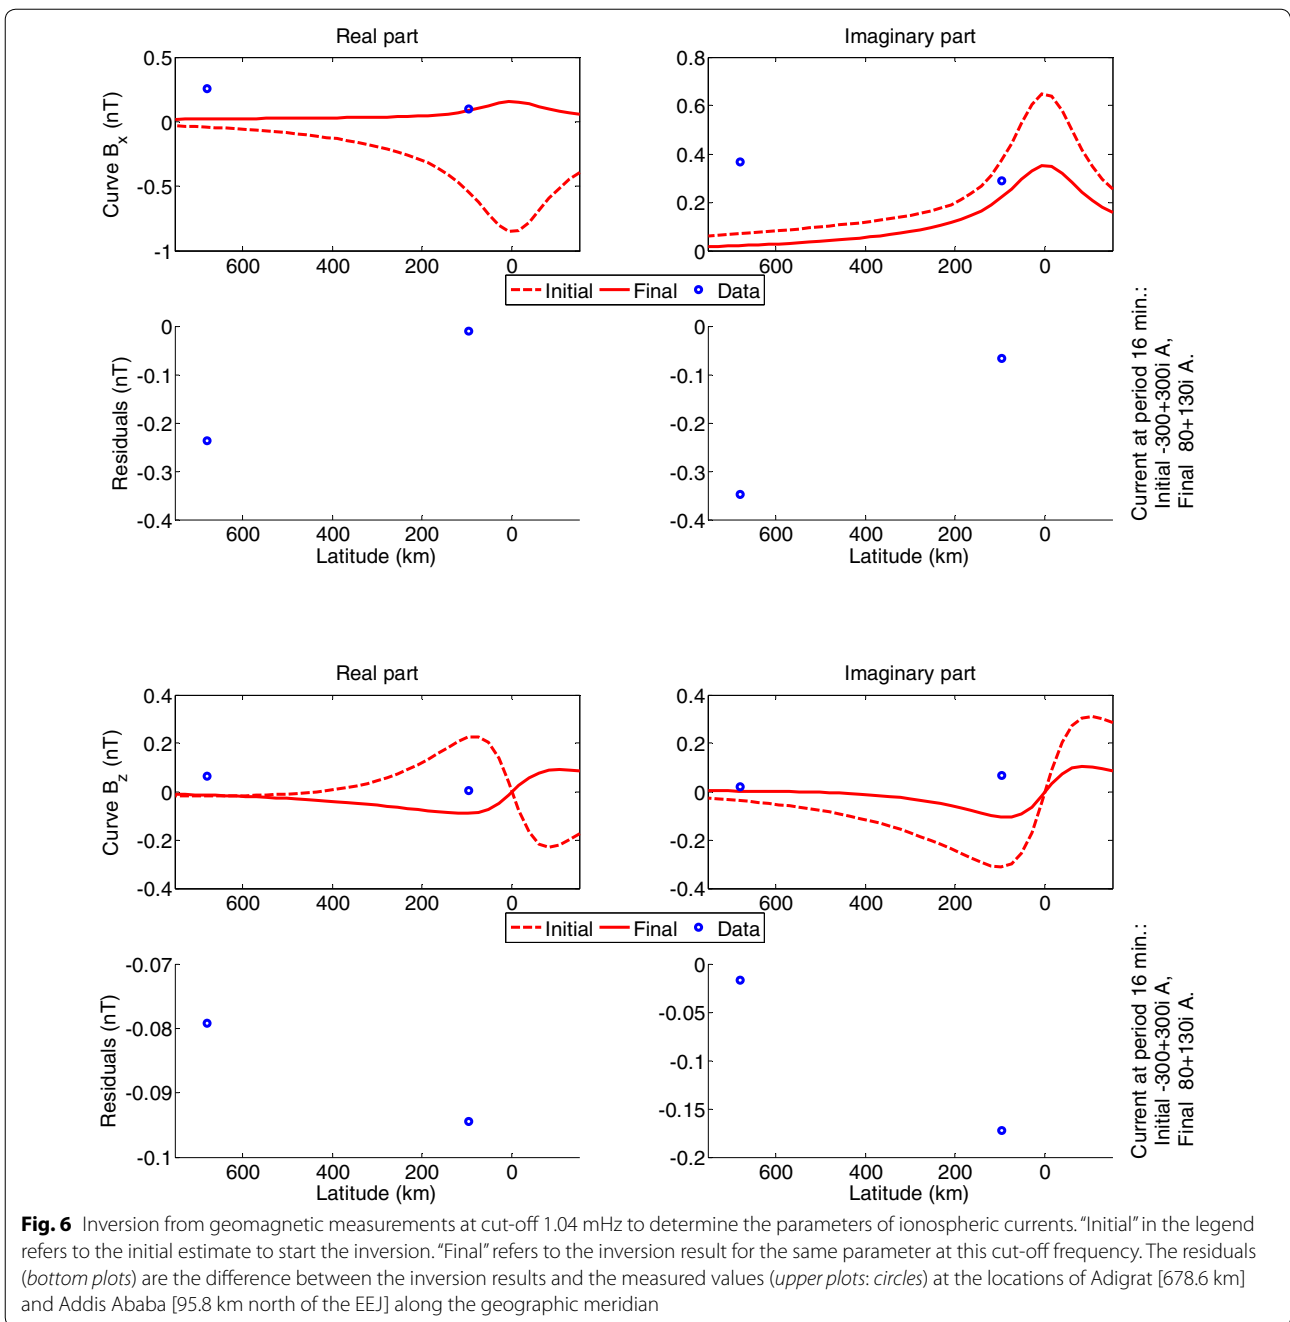 Real part
Imaginary part
Curve B_x (nT)
0.5
0
-0.5
-1
600 400 200 0
0.8
0.6
0.4
0.2
0
600 400 200 0
Initial Final Data
Residuals (nT)
0
-0.1
-0.2
-0.3
-0.4
600 400 200 0
Latitude (km)
0
-0.1
-0.2
-0.3
-0.4
600 400 200 0
Latitude (km)
Current at period 16 min.:
Initial -300+300i A,
Final 80+130i A.
Real part
Imaginary part
Curve B_z (nT)
0.4
0.2
0
-0.2
-0.4
600 400 200 0
0.4
0.2
0
-0.2
-0.4
600 400 200 0
Initial Final Data
Residuals (nT)
-0.07
-0.08
-0.09
-0.1
600 400 200 0
Latitude (km)
0
-0.05
-0.1
-0.15
-0.2
600 400 200 0
Latitude (km)
Current at period 16 min.:
Initial -300+300i A,
Final 80+130i A.
Fig. 6 Inversion from geomagnetic measurements at cut-off 1.04 mHz to determine the parameters of ionospheric currents. “Initial” in the legend
refers to the initial estimate to start the inversion. “Final” refers to the inversion result for the same parameter at this cut-off frequency. The residuals
(bottom plots) are the difference between the inversion results and the measured values (upper plots: circles) at the locations of Adigrat [678.6 km]
and Addis Ababa [95.8 km north of the EEJ] along the geographic meridian